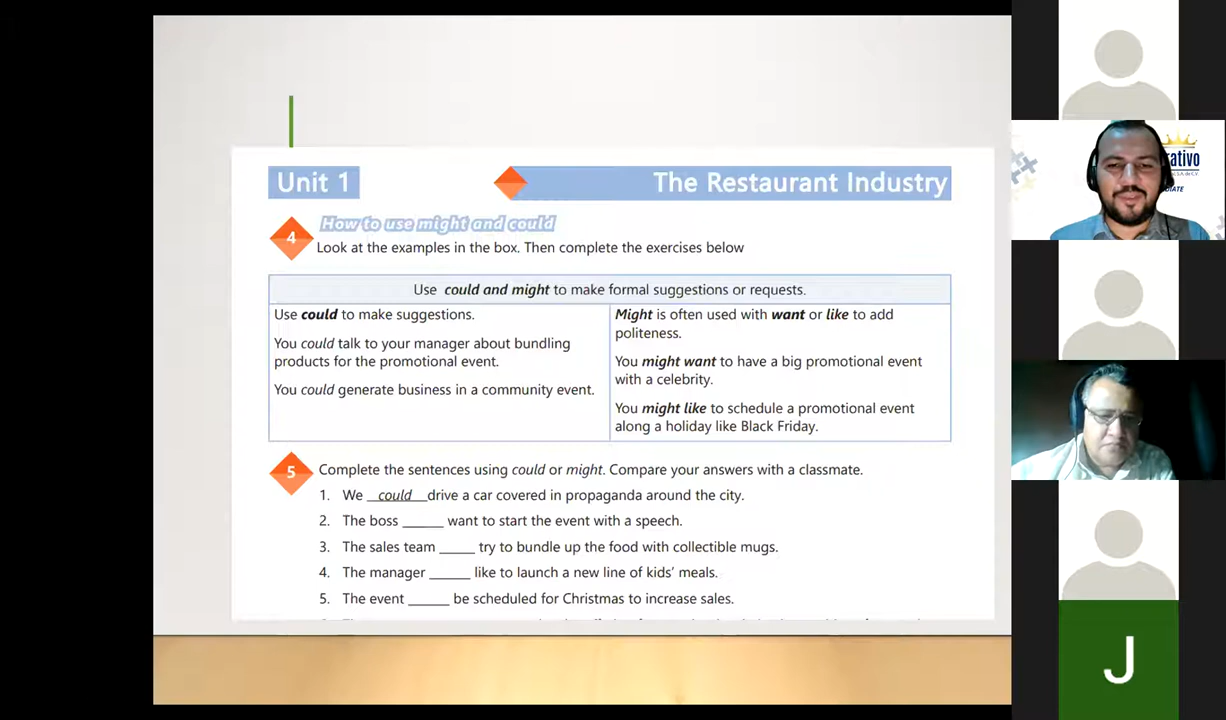 Unit 1
The Restaurant Industry
4
How to use might and could
Look at the examples in the box. Then complete the exercises below
Use could and might to make formal suggestions or requests.
Use could to make suggestions.
You could talk to your manager about bundling
products for the promotional event.
You could generate business in a community event.
Might is often used with want or like to add
politeness.
You might want to have a big promotional event
with a celebrity.
You might like to schedule a promotional event
along a holiday like Black Friday.
5
Complete the sentences using could or might. Compare your answers with a classmate.
1. We __could__drive a car covered in propaganda around the city.
2. The boss _____ want to start the event with a speech.
3. The sales team _____ try to bundle up the food with collectible mugs.
4. The manager _____ like to launch a new line of kids' meals.
5. The event _____ be scheduled for Christmas to increase sales.
J